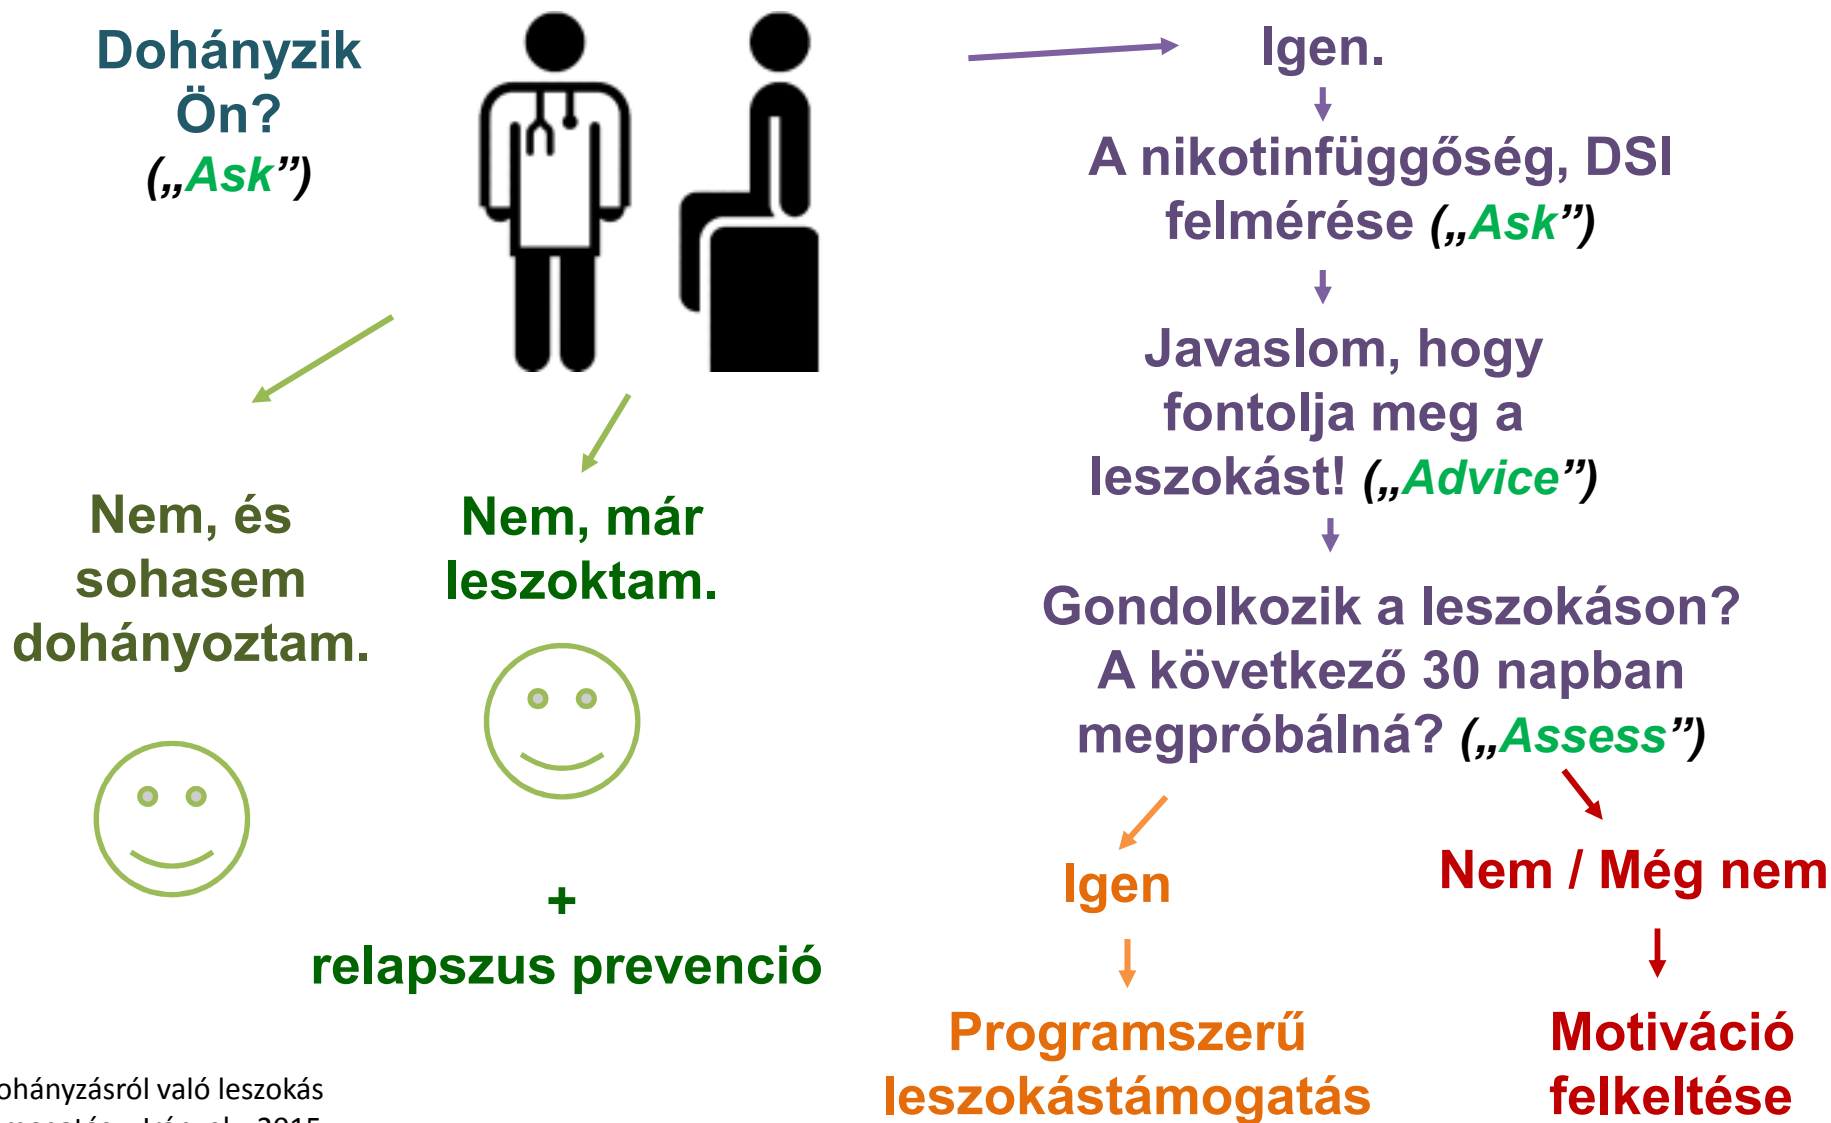 Dohányzik
Ön?
(„Ask”)
Igen.
A nikotinfüggőség, DSI
felmérése („Ask”)
Javaslom, hogy
fontolja meg a
leszokást! („Advice”)
Gondolkozik a leszokáson?
A következő 30 napban
megpróbálná? („Assess”)
Igen
Programszerű
leszokástámogatás
Nem / Még nem
Motiváció
felkeltése
Nem, és
sohasem
dohányoztam.
Nem, már
leszoktam.
+
relapszus prevenció
ohányzásról való leszokás
2015